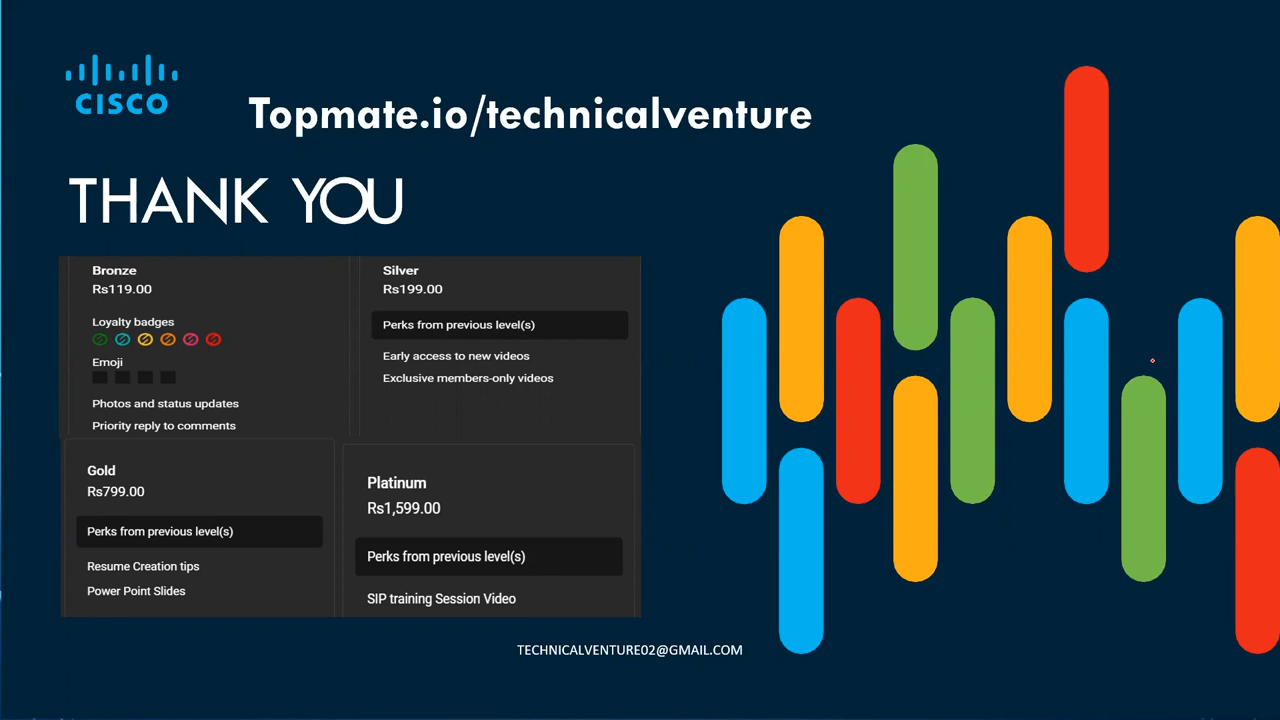 CISCO
Topmate.io/technicalventure
THANK YOU
Bronze
Rs119.00
Loyalty badges
Emoji
Photos and status updates
Priority reply to comments
Silver
Rs199.00
Perks from previous level(s)
Early access to new videos
Exclusive members-only videos
Gold
Rs799.00
Perks from previous level(s)
Resume Creation tips
Power Point Slides
Platinum
Rs1,599.00
Perks from previous level(s)
SIP training Session Video
TECHNICALVENTURE02@GMAIL.COM